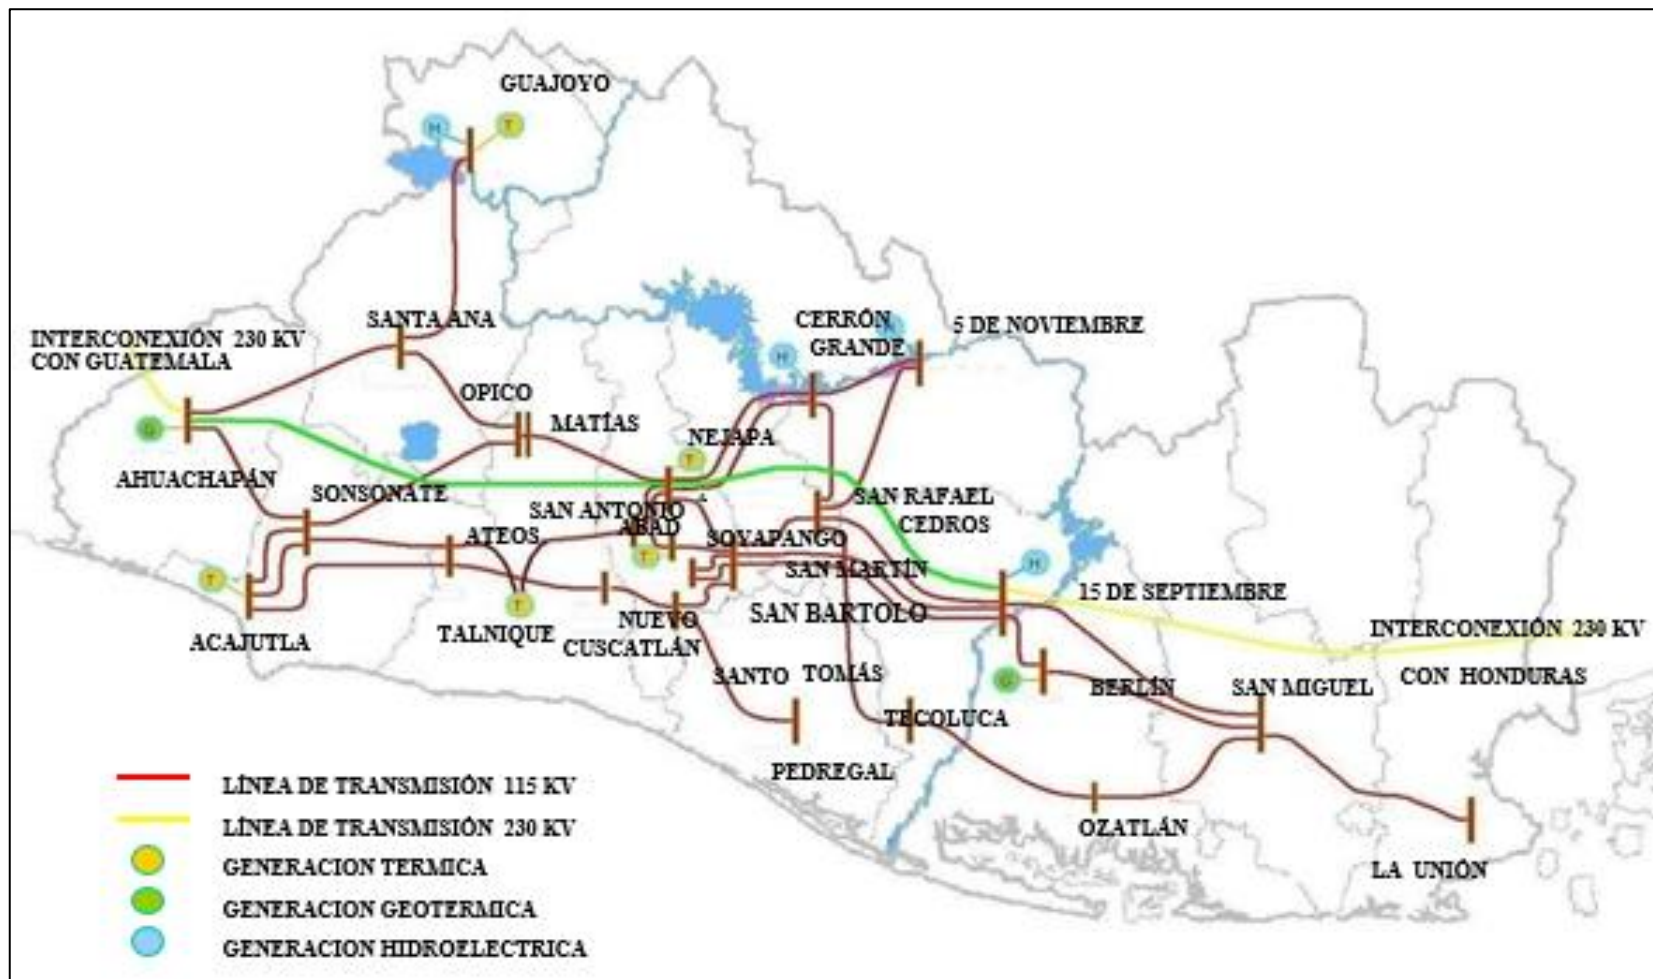 GUAJOYO
H
T
SANTA ANA
INTERCONEXIÓN 230 KV
CON GUATEMALA
CERRÓN
GRANDE
5 DE NOVIEMBRE
H
OPICO
MATÍAS
NEJAPA
T
G
AHUACHAPÁN
SONSONATE
SAN ANTONIO
ABAD
SAN RAFAEL
CEDROS
ATEOS
SOYAPANGO
T
SAN MARTÍN
H
15 DE SEPTIEMBRE
T
ACAJUTLA
T
TALNIQUE
NUEVO
CUSCATLÁN
SAN BARTOLO
INTERCONEXIÓN 230 KV
CON HONDURAS
SANTO TOMÁS
G
BERLÍN
SAN MIGUEL
TECOLUCA
PEDREGAL
OZATLÁN
LA UNIÓN
LÍNEA DE TRANSMISIÓN 115 KV
LÍNEA DE TRANSMISIÓN 230 KV
GENERACION TERMICA
GENERACION GEOTERMICA
GENERACION HIDROELECTRICA